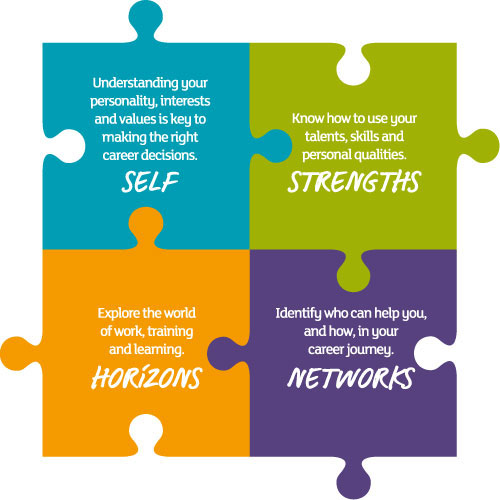 Understanding your
personality, interests
and values is key to
making the right
career decisions.
SELF
Know how to use your
talents, skills and
personal qualities.
STRENGTHS
Explore the world
of work, training
and learning.
HORiZONS
Identify who can help you,
and how, in your
career journey.
NETWORKS